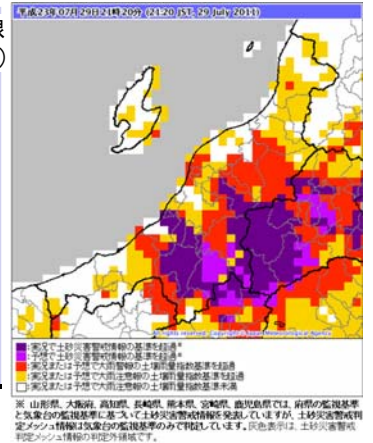 限
)
平成23年07月29日21時20分 (21:20 JST, 29 July 2011)
All rights reserved. Copyright © Japan Meteorological Agency
:実況で土砂災害警戒情報の基準を超過*
:予想で土砂災害警戒情報の基準を超過*
:実況または予想で大雨警報の土壌雨量指数基準を超過
:実況または予想で大雨注意報の土壌雨量指数基準を超過
:実況または予想で大雨注意報の土壌雨量指数基準未満
※ 山形県、大阪府、高知県、長崎県、熊本県、宮崎県、鹿児島県では、府県の監視基準
と気象台の監視基準に基づいて土砂災害警戒情報を発表していますが、土砂災害警戒判
定メッシュ情報は気象台の監視基準のみで判定しています。灰色表示は、土砂災害警戒
判定メッシュ情報の判定外領域です。